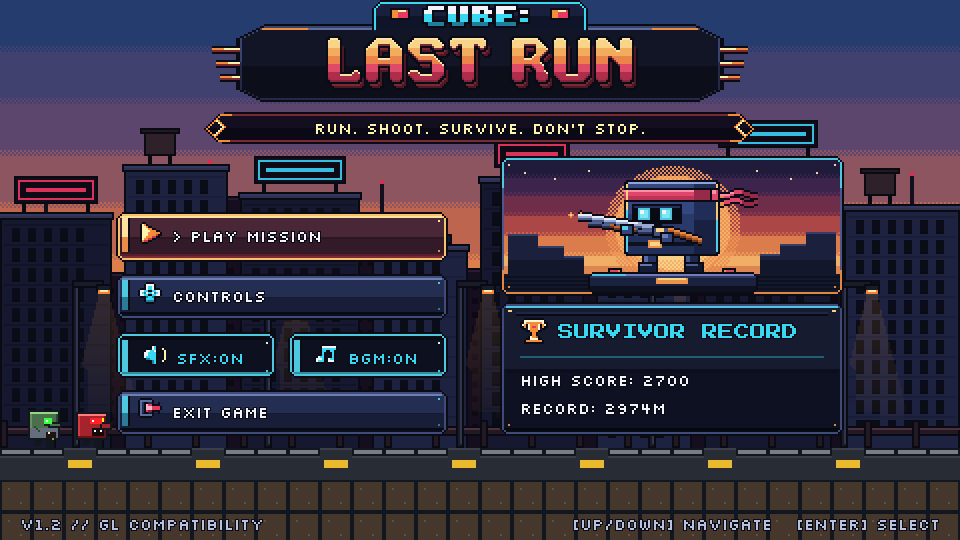 CUBE:
LAST RUN
RUN. SHOOT. SURVIVE. DON'T STOP.
> PLAY MISSION
CONTROLS
SFX:ON
BGM:ON
EXIT GAME
SURVIVOR RECORD
HIGH SCORE: 2700
RECORD: 2974M
V1.2 // GL COMPATIBILITY
[UP/DOWN] NAVIGATE [ENTER] SELECT